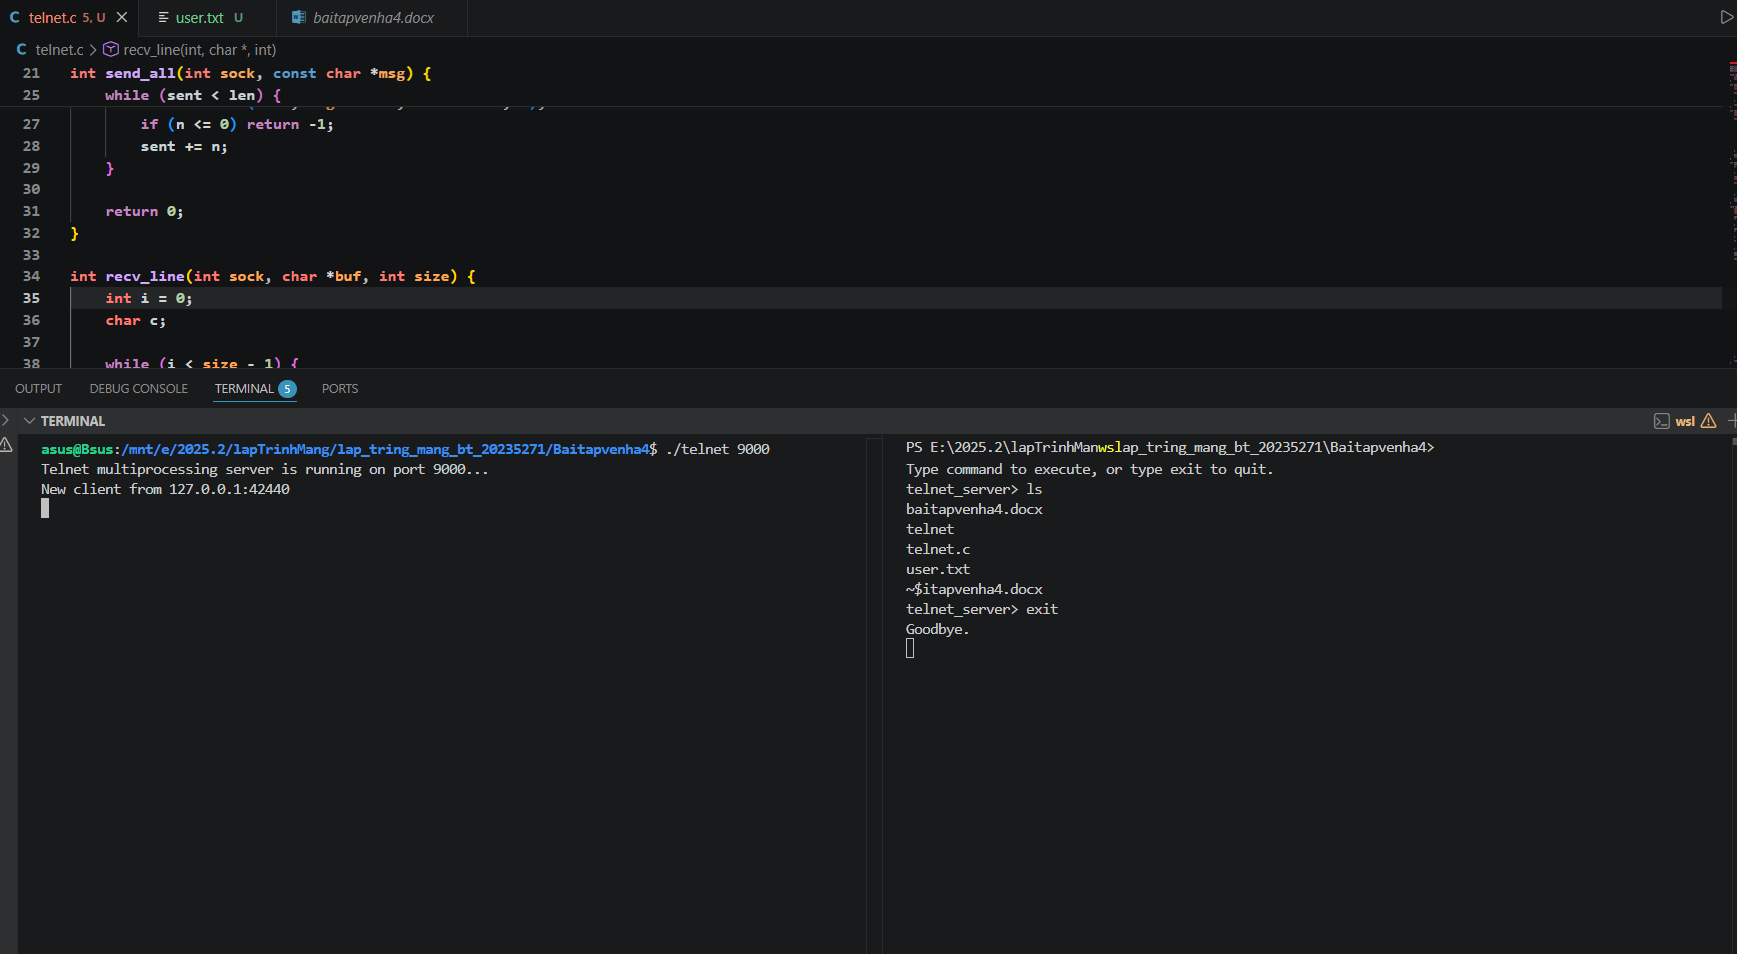 telnet.c 5, U
user.txt U
baitapvenha4.docx
telnet.c > recv_line(int, char *, int)
21 int send_all(int sock, const char *msg) {
25 while (sent < len) {
27 if (n <= 0) return -1;
28 sent += n;
29 }
30
31 return 0;
32 }
33
34 int recv_line(int sock, char *buf, int size) {
35 int i = 0;
36 char c;
37
38 while (i < size - 1) {
OUTPUT DEBUG CONSOLE TERMINAL 5 PORTS
TERMINAL
wsl
asus@Bsus:/mnt/e/2025.2/lapTrinhMang/lap_tring_mang_bt_20235271/Baitapvenha4$ ./telnet 9000
Telnet multiprocessing server is running on port 9000...
New client from 127.0.0.1:42440
PS E:\2025.2\lapTrinhManwslap_tring_mang_bt_20235271\Baitapvenha4>
Type command to execute, or type exit to quit.
telnet_server> ls
baitapvenha4.docx
telnet
telnet.c
user.txt
~$itapvenha4.docx
telnet_server> exit
Goodbye.